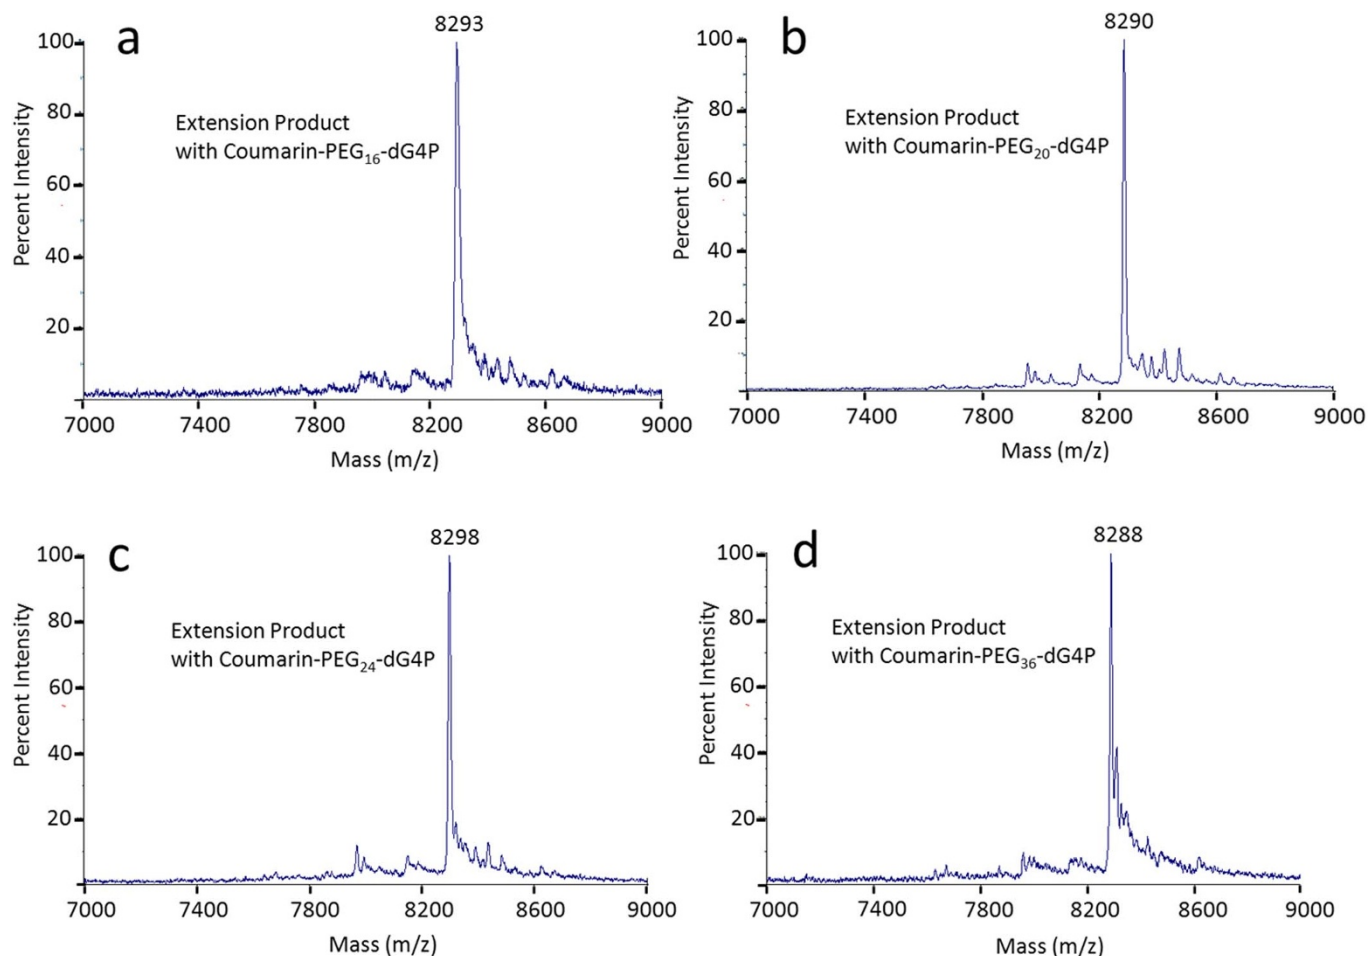 a
8293
100
80
60
40
20
Percent Intensity
Extension Product
with Coumarin-PEG16-dG4P
7000 7400 7800 8200 8600 9000
Mass (m/z)
b
8290
100
80
60
40
20
Percent Intensity
Extension Product
with Coumarin-PEG20-dG4P
7000 7400 7800 8200 8600 9000
Mass (m/z)
c
8298
100
80
60
40
20
Percent Intensity
Extension Product
with Coumarin-PEG24-dG4P
7000 7400 7800 8200 8600 9000
Mass (m/z)
d
8288
100
80
60
40
20
Percent Intensity
Extension Product
with Coumarin-PEG36-dG4P
7000 7400 7800 8200 8600 9000
Mass (m/z)